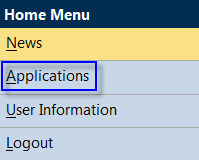 Home Menu
News
Applications
User Information
Logout